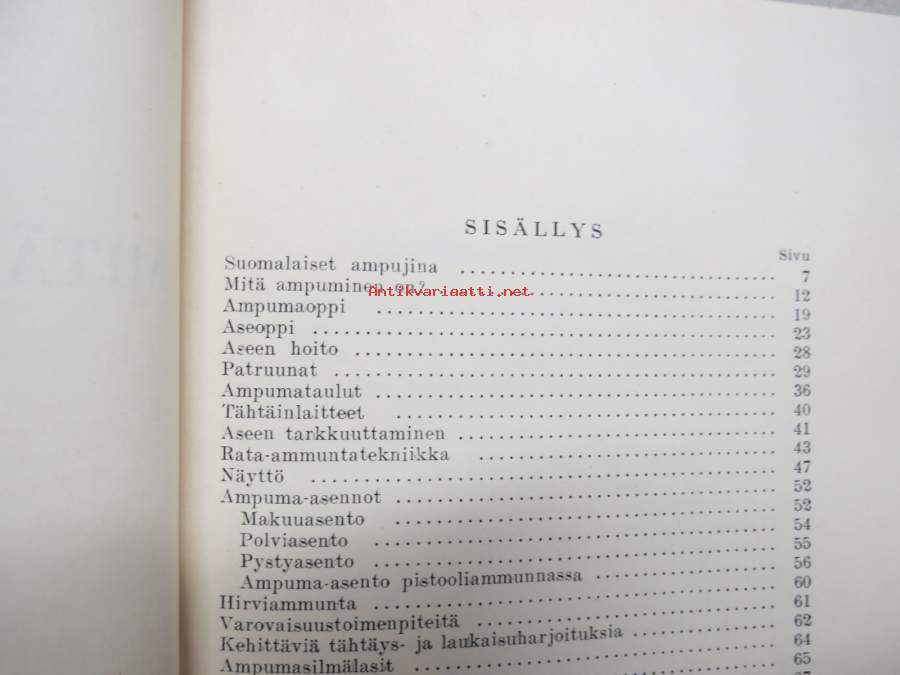 SISÄLLYS
Sivu
Suomalaiset ampujina 7
Mitä ampuminen on? 12
Antikvariaatti.net
Ampumaoppi 19
Aseoppi 23
Aseen hoito 28
Patruunat 29
Ampumataulut 36
Tähtäinlaitteet 40
Aseen tarkkuuttaminen 41
Rata-ammuntatekniikka 43
Näyttö 47
Ampuma-asennot 52
Makuuasento 52
Polviasento 54
Pystyasento 55
Ampuma-asento pistooliammunnassa 56
Hirviammunta 60
Varovaisuustoimenpiteitä 61
Kehittäviä tähtäys- ja laukaisuharjoituksia 62
Ampumasilmälasit 64
65